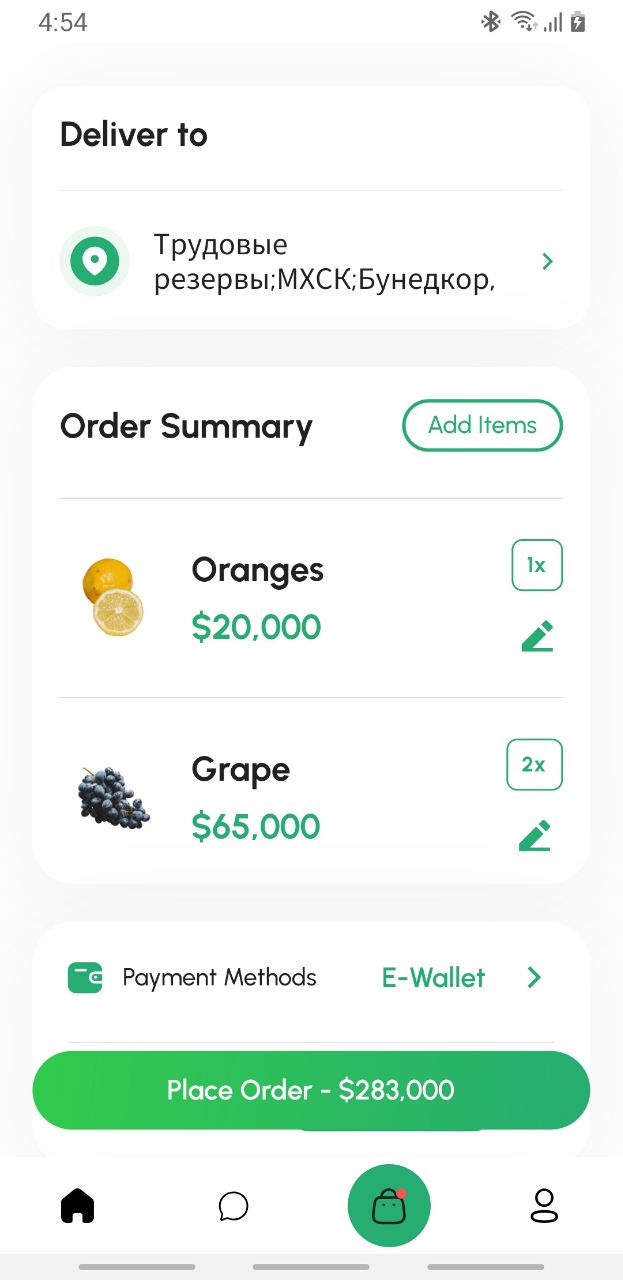 4:54
Deliver to
Трудовые
резервы;МХСК;Бунедкор,
Order Summary
Add Items
Oranges
1x
$20,000
Grape
2x
$65,000
Payment Methods
E-Wallet
Place Order - $283,000